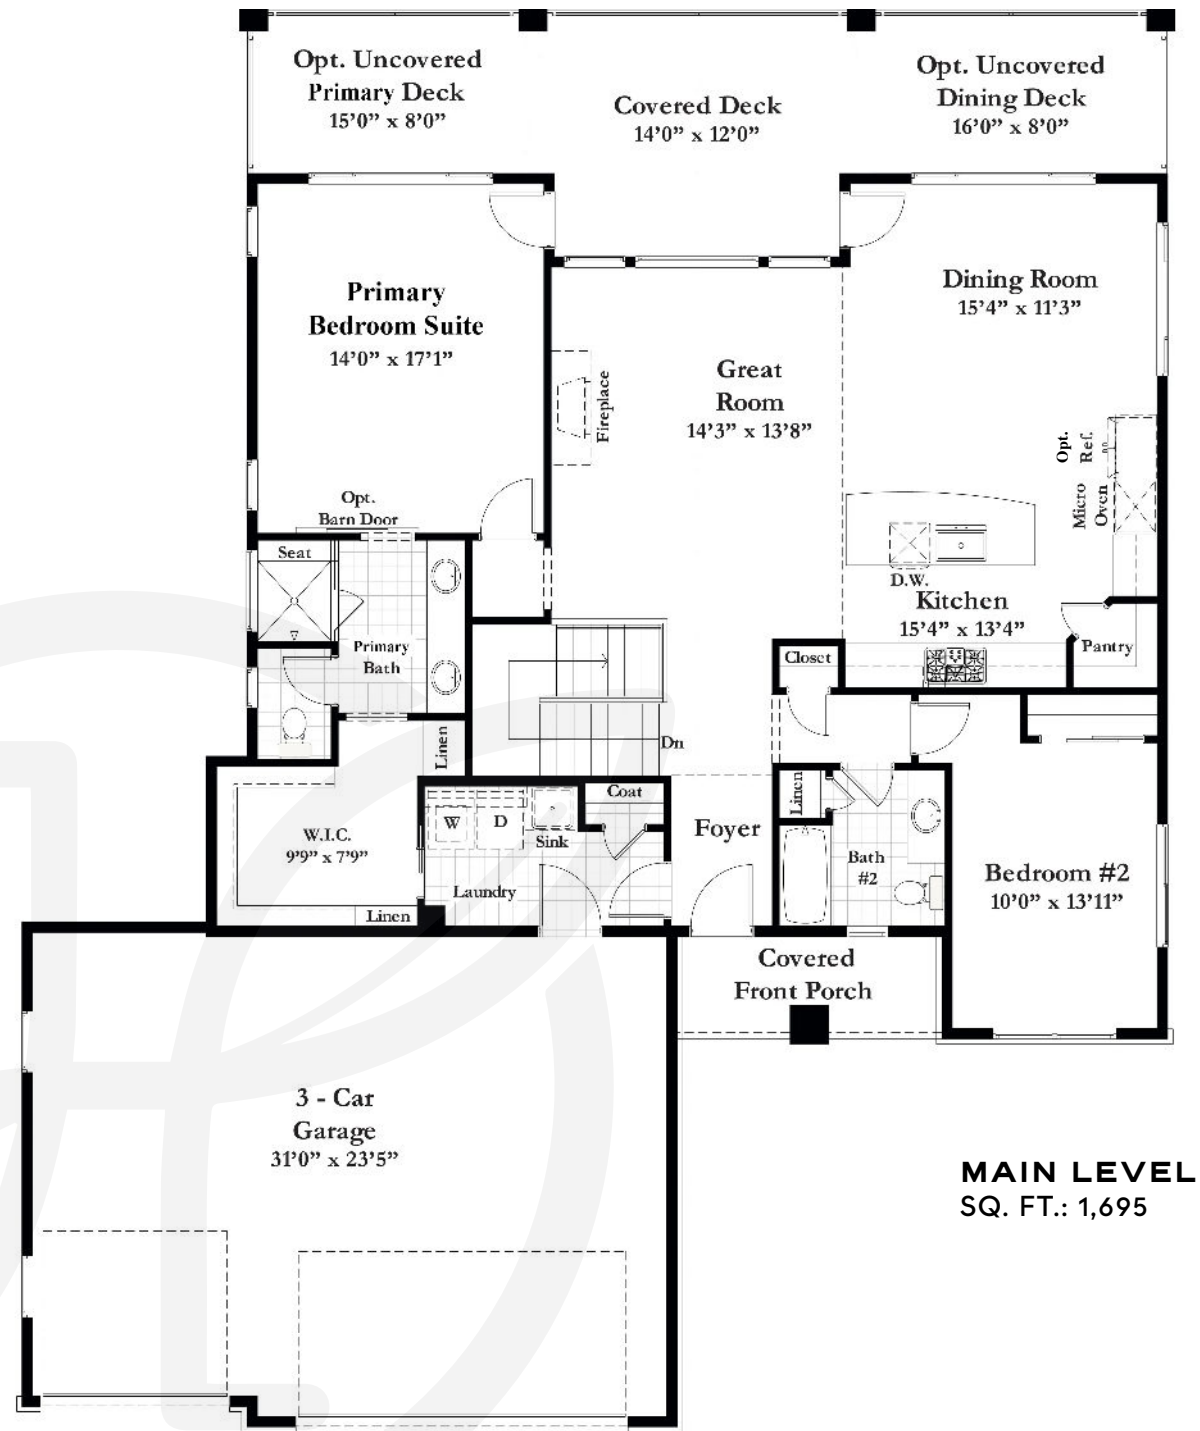 Opt. Uncovered
Primary Deck
15’0” x 8’0”
Covered Deck
14’0” x 12’0”
Opt. Uncovered
Dining Deck
16’0” x 8’0”
Primary
Bedroom Suite
14’0” x 17’1”
Dining Room
15’4” x 11’3”
Great
Room
14’3” x 13’8”
Fireplace
Opt.
Ref.
Micro
Oven
Opt.
Barn Door
Seat
D.W.
Kitchen
15’4” x 13’4”
Pantry
Primary
Bath
Closet
Linen
Dn
W
D
Sink
Coat
Foyer
Linen
W.I.C.
9’9” x 7’9”
Laundry
Linen
Bath
#2
Bedroom #2
10’0” x 13’11”
Covered
Front Porch
3 - Car
Garage
31’0” x 23’5”
MAIN LEVEL
SQ. FT.: 1,695